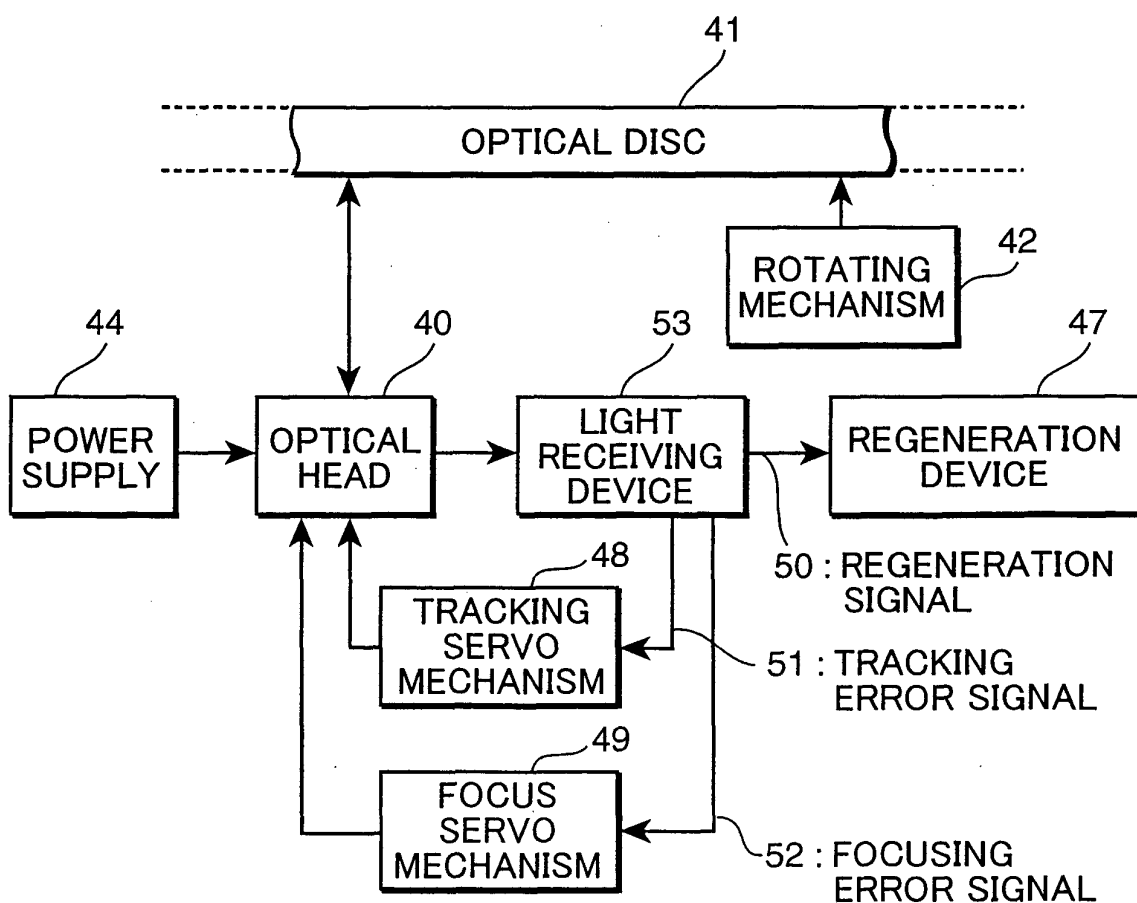 41
OPTICAL DISC
ROTATING
MECHANISM
42
44
40
53
47
POWER
SUPPLY
OPTICAL
HEAD
LIGHT
RECEIVING
DEVICE
REGENERATION
DEVICE
48
TRACKING
SERVO
MECHANISM
50 : REGENERATION
SIGNAL
51 : TRACKING
ERROR SIGNAL
49
FOCUS
SERVO
MECHANISM
52 : FOCUSING
ERROR SIGNAL